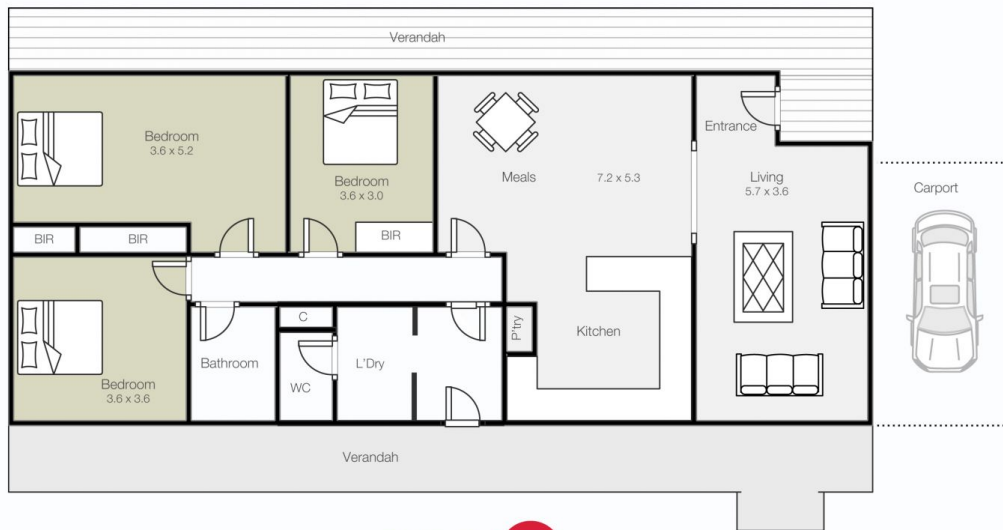 Verandah
Bedroom
3.6 x 5.2
Bedroom
3.6 x 3.0
Meals
7.2 x 5.3
Entrance
Living
5.7 x 3.6
Carport
BIR
BIR
BIR
Bedroom
3.6 x 3.6
Bathroom
C
WC
L'Dry
P'try
Kitchen
Verandah